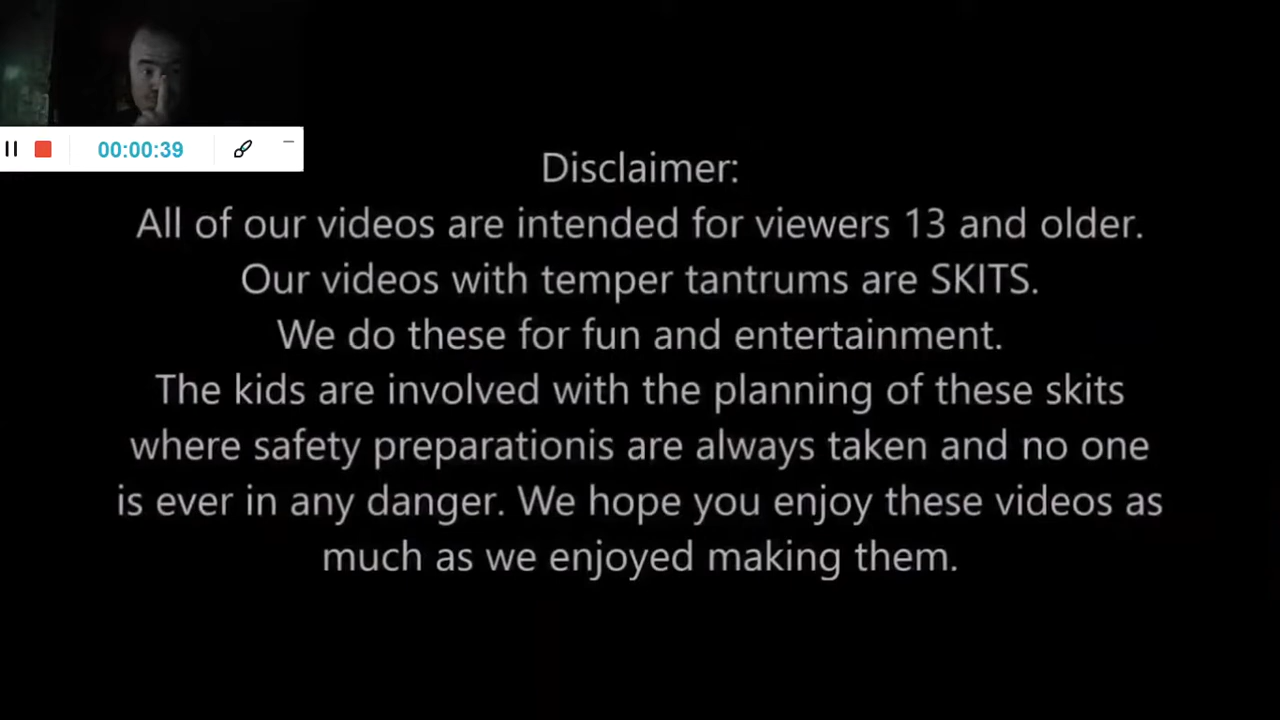 00:00:39
Disclaimer:
All of our videos are intended for viewers 13 and older.
Our videos with temper tantrums are SKITS.
We do these for fun and entertainment.
The kids are involved with the planning of these skits
where safety preparationis are always taken and no one
is ever in any danger. We hope you enjoy these videos as
much as we enjoyed making them.